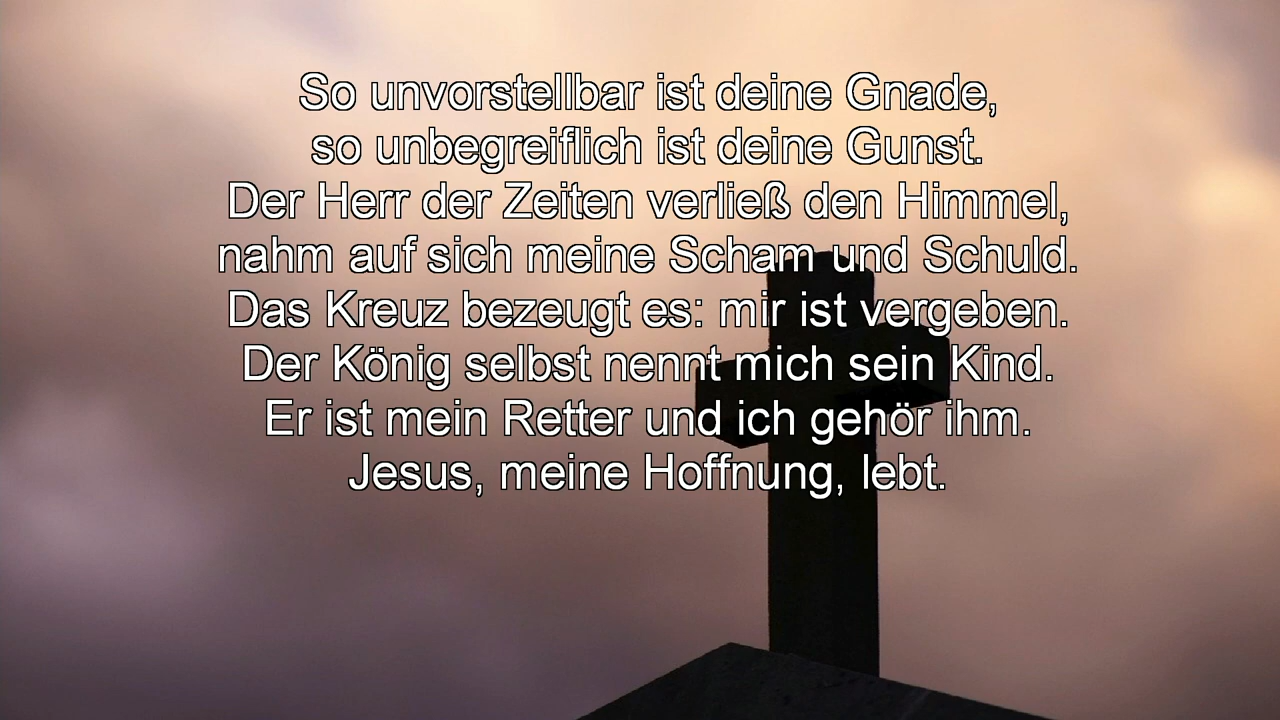 So unvorstellbar ist deine Gnade,
so unbegreiflich ist deine Gunst.
Der Herr der Zeiten verließ den Himmel,
nahm auf sich meine Scham und Schuld.
Das Kreuz bezeugt es: mir ist vergeben.
Der König selbst nennt mich sein Kind.
Er ist mein Retter und ich gehör ihm.
Jesus, meine Hoffnung, lebt.